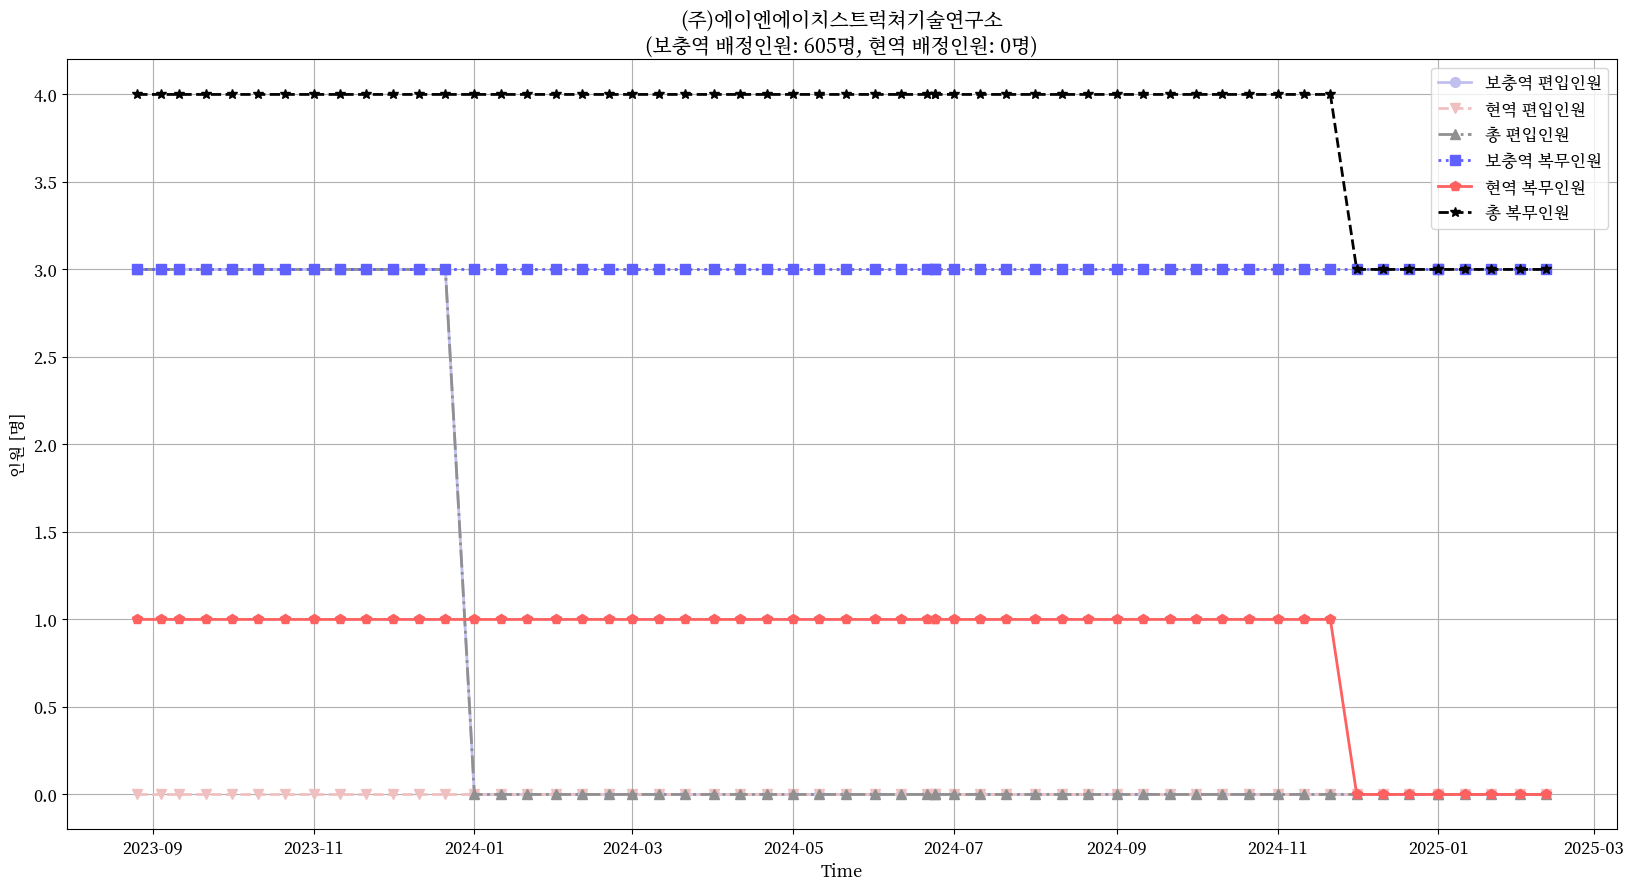 (주)에이엔에이치스트럭쳐기술연구소
(보충역 배정인원: 605명, 현역 배정인원: 0명)
보충역 편입인원
현역 편입인원
총 편입인원
보충역 복무인원
현역 복무인원
총 복무인원
인원 [명]
4.0
3.5
3.0
2.5
2.0
1.5
1.0
0.5
0.0
2023-09 2023-11 2024-01 2024-03 2024-05 2024-07 2024-09 2024-11 2025-01 2025-03
Time